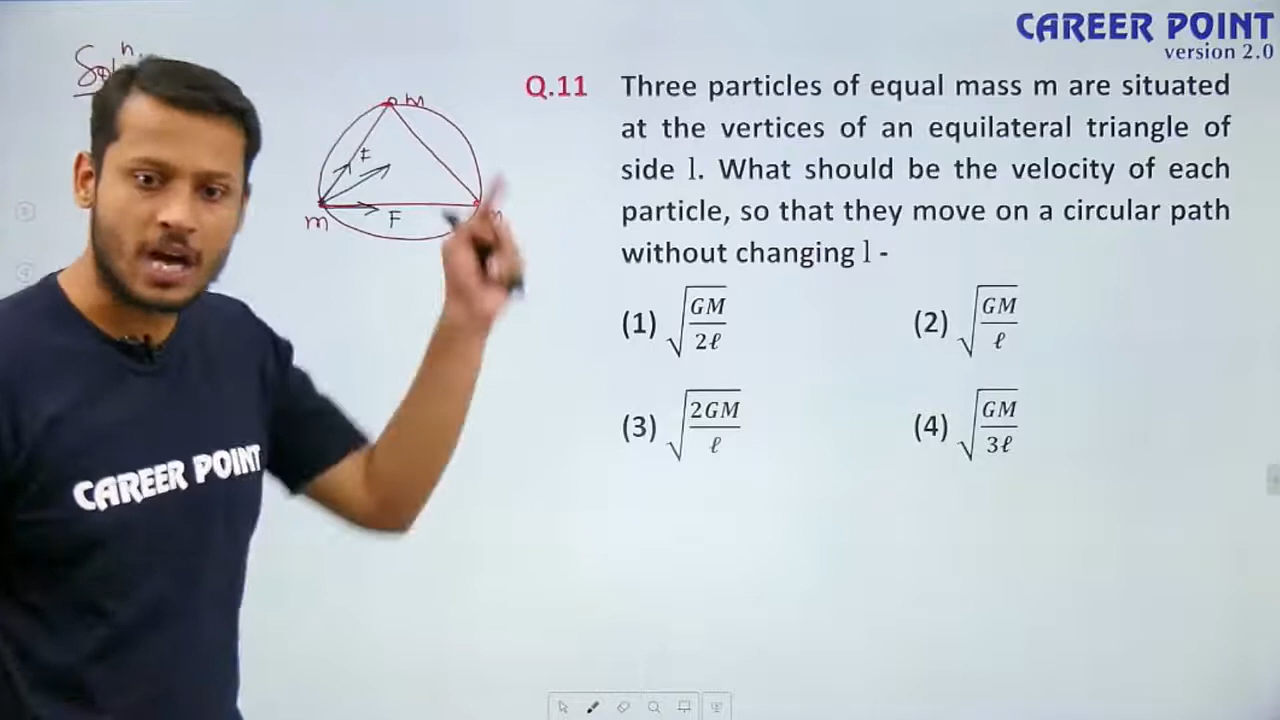 CAREER POINT
version 2.0
Q.11 Three particles of equal mass m are situated
at the vertices of an equilateral triangle of
side l. What should be the velocity of each
particle, so that they move on a circular path
without changing l -
(1) √(GM/2ℓ) (2) √(GM/ℓ)
(3) √(2GM/ℓ) (4) √(GM/3ℓ)
m
F
m
F
CAREER POINT